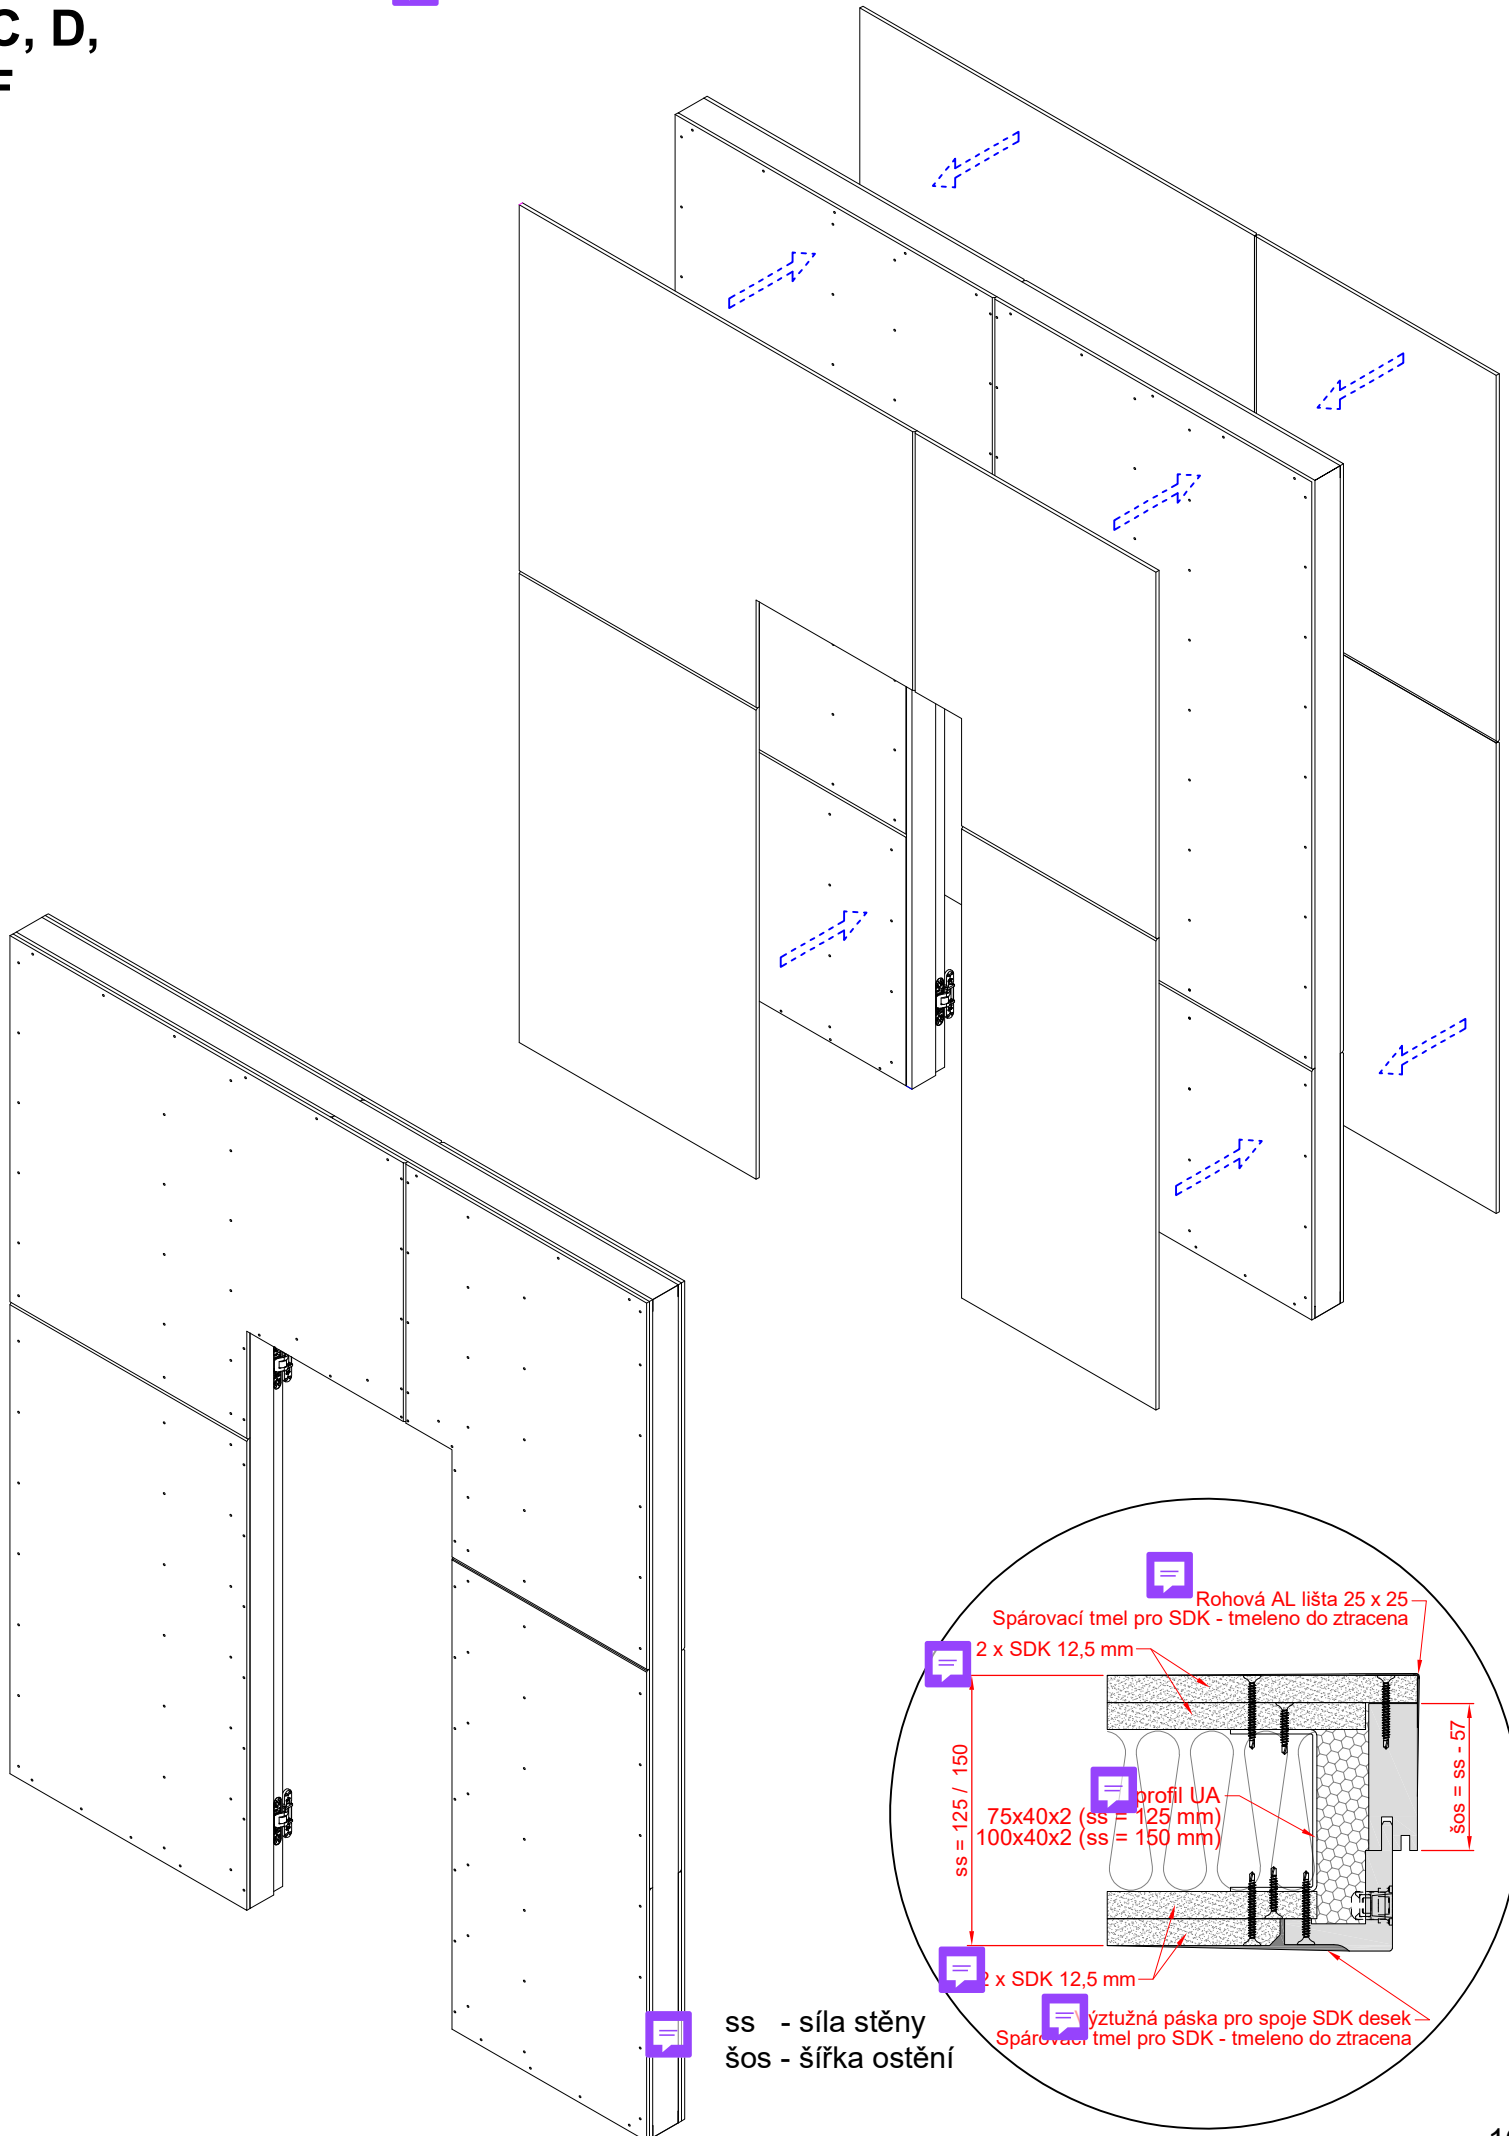 C, D,
F
Rohová AL lišta 25 x 25
Spárovací tmel pro SDK - tmeleno do ztracena
2 x SDK 12,5 mm
ss = 125 / 150
šos = ss - 57
profil UA
75x40x2 (ss = 125 mm)
100x40x2 (ss = 150 mm)
2 x SDK 12,5 mm
Výztužná páska pro spoje SDK desek
Spárovací tmel pro SDK - tmeleno do ztracena
ss - síla stěny
šos - šířka ostění